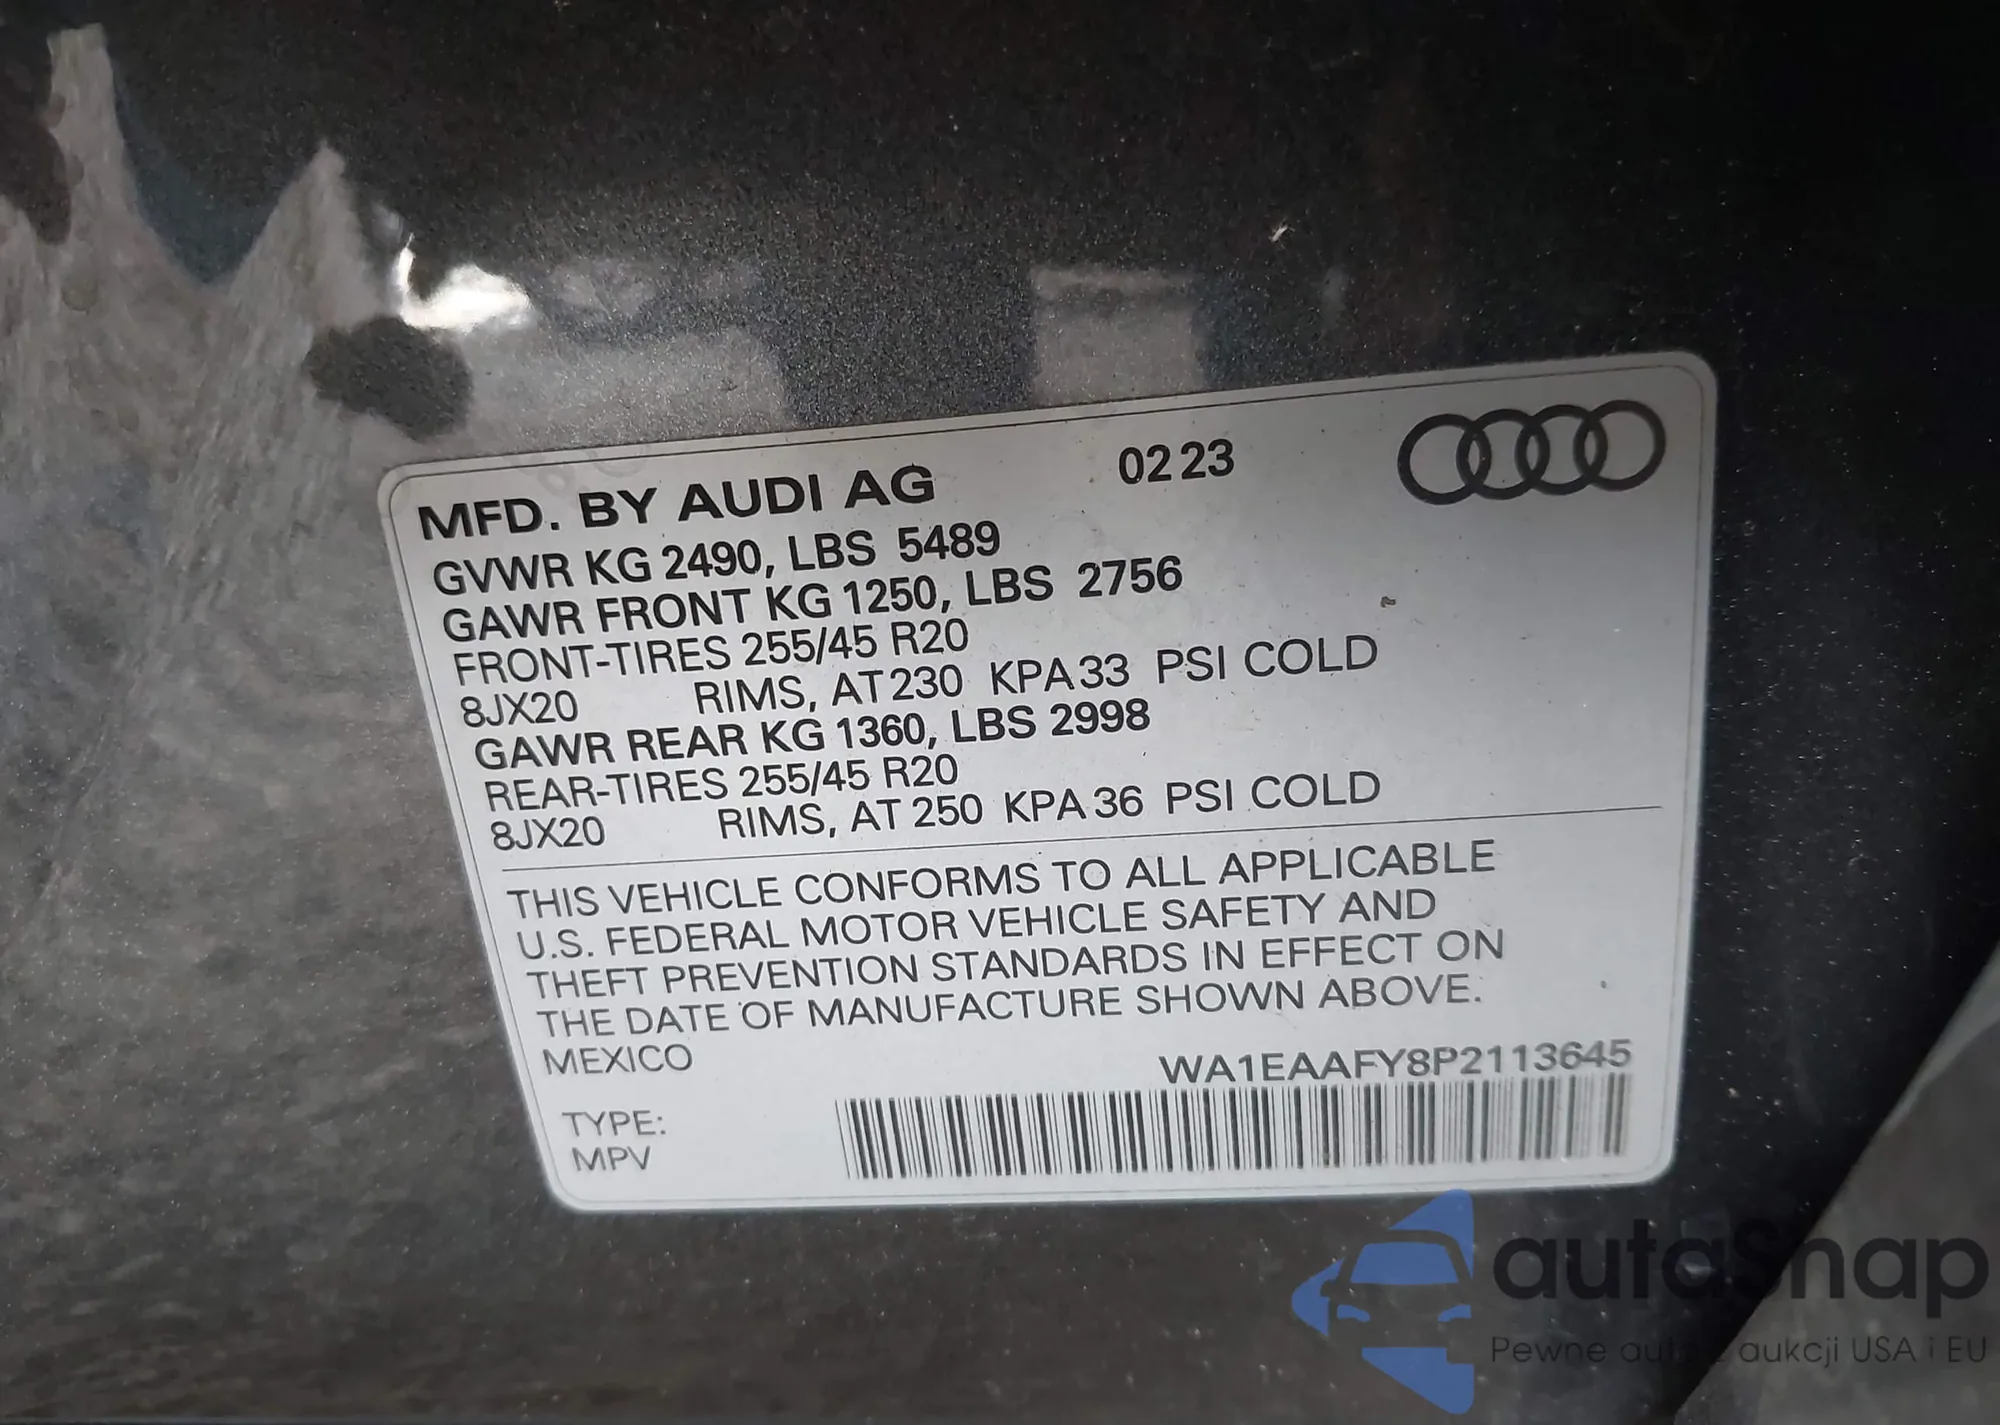 MFD. BY AUDI AG 02 23
GVWR KG 2490, LBS 5489
GAWR FRONT KG 1250, LBS 2756
FRONT-TIRES 255/45 R20
8JX20 RIMS, AT 230 KPA 33 PSI COLD
GAWR REAR KG 1360, LBS 2998
REAR-TIRES 255/45 R20
8JX20 RIMS, AT 250 KPA 36 PSI COLD
THIS VEHICLE CONFORMS TO ALL APPLICABLE
U.S. FEDERAL MOTOR VEHICLE SAFETY AND
THEFT PREVENTION STANDARDS IN EFFECT ON
THE DATE OF MANUFACTURE SHOWN ABOVE.
MEXICO WA1EAAFY8P2113645
TYPE:
MPV
autaSnap
Pewne auta z aukcji USA i EU